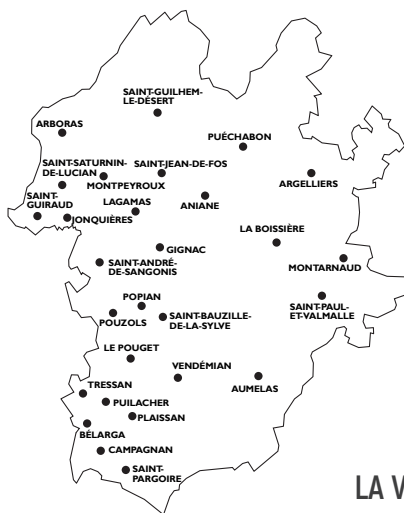 SAINT-GUILHEM-
LE-DÉSERT
ARBORAS
PUÉCHABON
SAINT-SATURNIN-
DE-LUCIAN
SAINT-JEAN-DE-FOS
MONTPEYROUX
ARGELLIERS
SAINT-
GUIRAUD
LAGAMAS
ANIANE
JONQUIÈRES
LA BOISSIÈRE
GIGNAC
SAINT-ANDRÉ-
DE-SANGONIS
MONTARNAUD
POPIAN
SAINT-PAUL-
ET-VALMALLE
POUZOLS
SAINT-BAUZILLE-
DE-LA-SYLVE
LE POUGET
VENDÉMIAN
TRESSAN
AUMELAS
PUILACHER
PLAISSAN
BÉLARGA
CAMPAGNAN
SAINT-
PARGOIRE
LA V